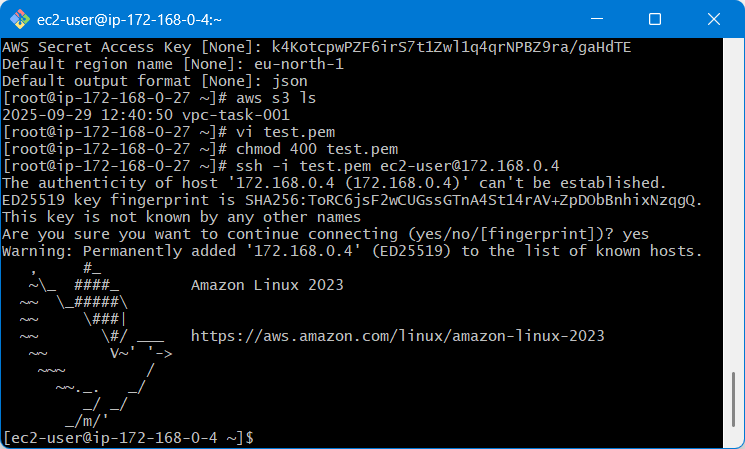 ec2-user@ip-172-168-0-4:~
AWS Secret Access Key [None]: k4KotcpwPZF6irS7t1Zwl1q4qrNPBZ9ra/gaHdTE
Default region name [None]: eu-north-1
Default output format [None]: json
[root@ip-172-168-0-27 ~]# aws s3 ls
2025-09-29 12:40:50 vpc-task-001
[root@ip-172-168-0-27 ~]# vi test.pem
[root@ip-172-168-0-27 ~]# chmod 400 test.pem
[root@ip-172-168-0-27 ~]# ssh -i test.pem ec2-user@172.168.0.4
The authenticity of host '172.168.0.4 (172.168.0.4)' can't be established.
ED25519 key fingerprint is SHA256:ToRC6jsF2wCUGssGTnA4St14rAV+ZpDObBnhixNzqgQ.
This key is not known by any other names
Are you sure you want to continue connecting (yes/no/[fingerprint])? yes
Warning: Permanently added '172.168.0.4' (ED25519) to the list of known hosts.
   ,     #_
   ~\_  ####_        Amazon Linux 2023
  ~~  \_#####\
  ~~     \###|
  ~~       \#/ ___   https://aws.amazon.com/linux/amazon-linux-2023
   ~~       V~' '->
    ~~~         /
      ~~._.   _/
         _/ _/
       _/m/'
[ec2-user@ip-172-168-0-4 ~]$